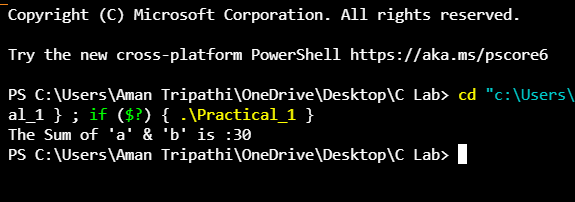 Copyright (C) Microsoft Corporation. All rights reserved.
Try the new cross-platform PowerShell https://aka.ms/pscore6
PS C:\Users\Aman Tripathi\OneDrive\Desktop\C Lab> cd "c:\Users\
al_1 } ; if ($?) { .\Practical_1 }
The Sum of 'a' & 'b' is :30
PS C:\Users\Aman Tripathi\OneDrive\Desktop\C Lab>